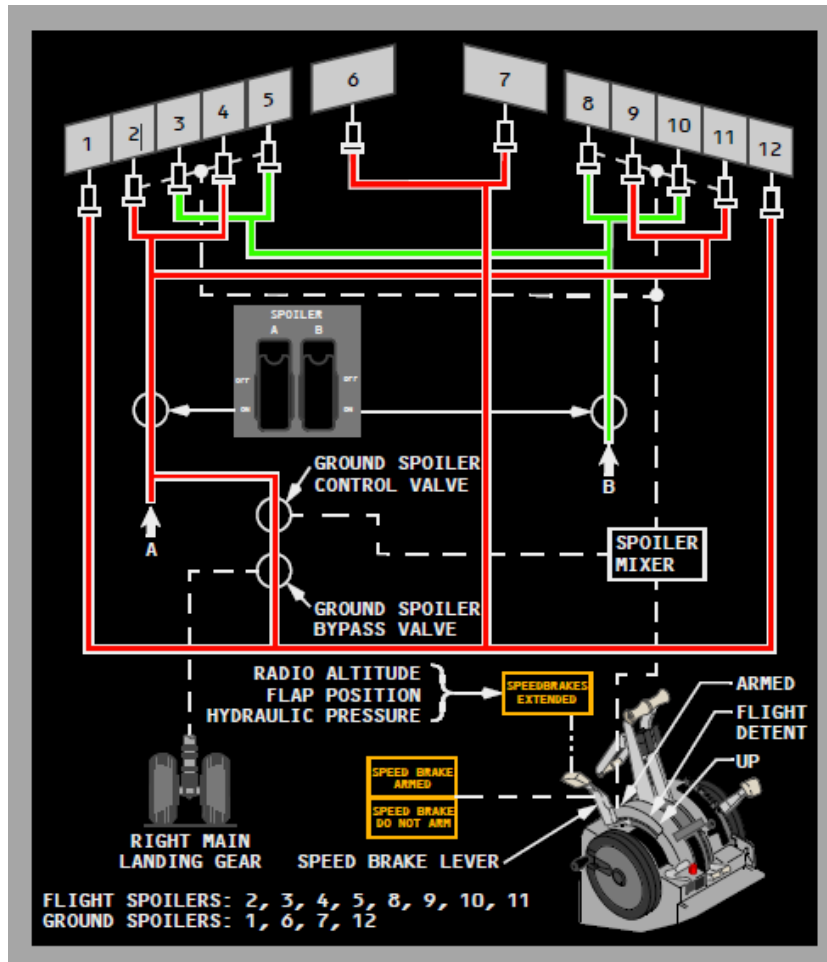 6 7
5 8
4 9
3 10
2 11
1 12
SPOILER
A B
OFF OFF
ON ON
GROUND SPOILER
CONTROL VALVE
B
A
SPOILER
MIXER
GROUND SPOILER
BYPASS VALVE
RADIO ALTITUDE
FLAP POSITION
HYDRAULIC PRESSURE
SPEEDBRAKES
EXTENDED
ARMED
FLIGHT
DETENT
UP
SPEED BRAKE
ARMED
SPEED BRAKE
DO NOT ARM
RIGHT MAIN
LANDING GEAR
SPEED BRAKE LEVER
FLIGHT SPOILERS: 2, 3, 4, 5, 8, 9, 10, 11
GROUND SPOILERS: 1, 6, 7, 12